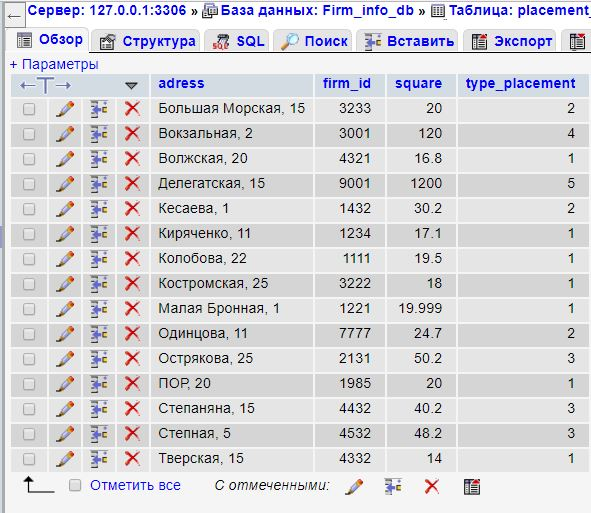 Сервер: 127.0.0.1:3306 » База данных: Firm_info_db » Таблица: placement_
Обзор Структура SQL Поиск Вставить Экспорт
+ Параметры
adress firm_id square type_placement
Большая Морская, 15 3233 20 2
Вокзальная, 2 3001 120 4
Волжская, 20 4321 16.8 1
Делегатская, 15 9001 1200 5
Кесаева, 1 1432 30.2 2
Киряченко, 11 1234 17.1 1
Колобова, 22 1111 19.5 1
Костромская, 25 3222 18 1
Малая Бронная, 1 1221 19.999 1
Одинцова, 11 7777 24.7 2
Острякова, 25 2131 50.2 3
ПОР, 20 1985 20 1
Степаняна, 15 4432 40.2 3
Степная, 5 4532 48.2 3
Тверская, 15 4332 14 1
Отметить все С отмеченными: